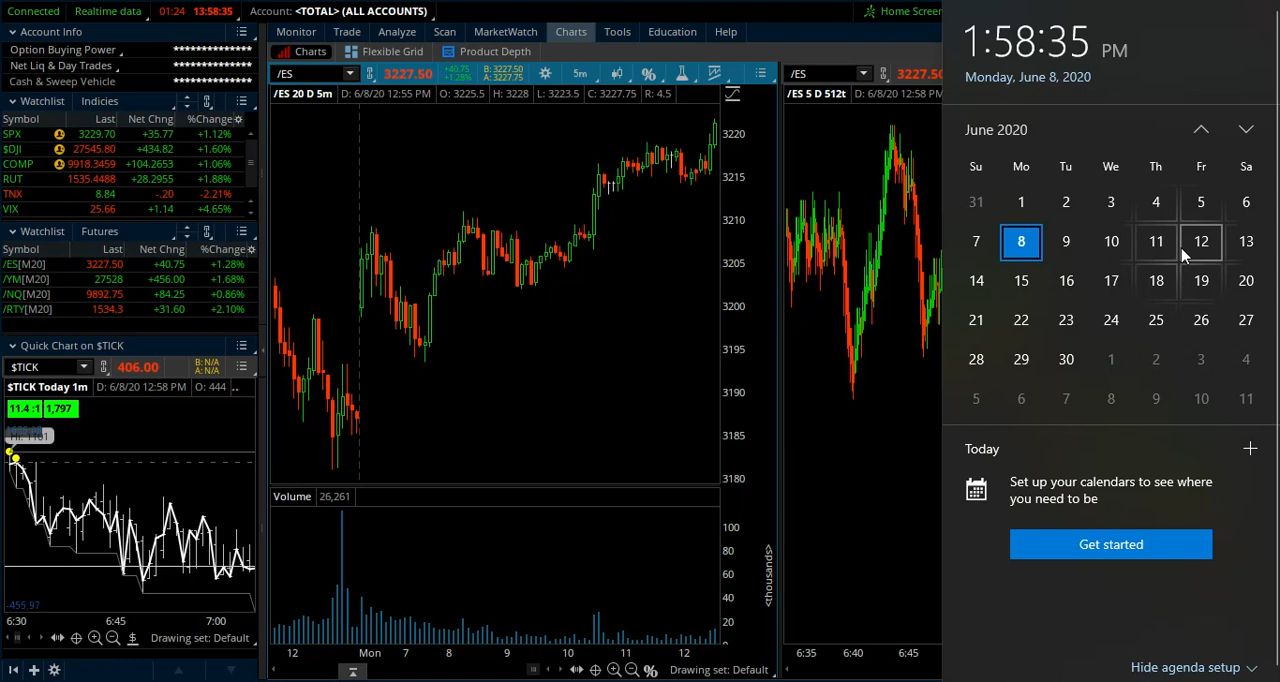 Connected Realtime data 01:24 13:58:35 Account: <TOTAL> (ALL ACCOUNTS) Home Screen
Account Info
Option Buying Power **************
Net Liq & Day Trades **************
Cash & Sweep Vehicle **************
Watchlist Indicies
Symbol Last Net Chng %Change
SPX 3229.70 +35.77 +1.12%
$DJI 27545.80 +434.82 +1.60%
COMP 9918.3459 +104.2653 +1.06%
RUT 1535.4488 +28.2955 +1.88%
TNX 8.84 -.20 -2.21%
VIX 25.66 +1.14 +4.65%
Watchlist Futures
Symbol Last Net Chng %Change
/ES[M20] 3227.50 +40.75 +1.28%
/YM[M20] 27528 +456.00 +1.68%
/NQ[M20] 9892.75 +84.25 +0.86%
/RTY[M20] 1534.3 +31.60 +2.10%
Quick Chart on $TICK
$TICK 406.00 B: N/A
A: N/A
$TICK Today 1m D: 6/8/20 12:58 PM O: 444 ..
11.4 :1 1,797
Hi: 1161
-455.97
6:30 6:45 7:00
Drawing set: Default
Monitor Trade Analyze Scan MarketWatch Charts Tools Education Help
Charts Flexible Grid Product Depth
/ES 3227.50 +40.75
+1.28%
B: 3227.50
A: 3227.75
5m
/ES 20 D 5m D: 6/8/20 12:55 PM O: 3225.5 H: 3228 L: 3223.5 C: 3227.75 R: 4.5
3220
3215
3210
3205
3200
3195
3190
3185
3180
Volume 26,261
100
80
60
40
20
<thousands>
12 Mon 7 8 9 10 11 12
Drawing set: Default
/ES 3227.50
/ES 5 D 512t D: 6/8/20 12:58 PM
6:35 6:40 6:45
1:58:35 PM
Monday, June 8, 2020
June 2020
Su Mo Tu We Th Fr Sa
31 1 2 3 4 5 6
7 8 9 10 11 12 13
14 15 16 17 18 19 20
21 22 23 24 25 26 27
28 29 30 1 2 3 4
5 6 7 8 9 10 11
Today
Set up your calendars to see where
you need to be
Get started
Hide agenda setup